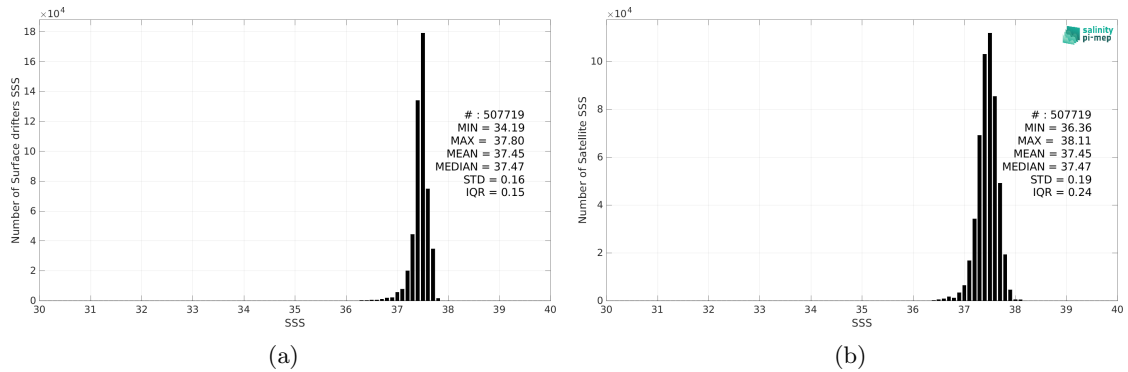 ×10⁴
18
16
14
12
10
8
6
4
2
0
Number of Surface drifters SSS
# : 507719
MIN = 34.19
MAX = 37.80
MEAN = 37.45
MEDIAN = 37.47
STD = 0.16
IQR = 0.15
30 31 32 33 34 35 36 37 38 39 40
SSS
(a)
×10⁴
10
8
6
4
2
0
Number of Satellite SSS
salinity
pi-mep
# : 507719
MIN = 36.36
MAX = 38.11
MEAN = 37.45
MEDIAN = 37.47
STD = 0.19
IQR = 0.24
30 31 32 33 34 35 36 37 38 39 40
SSS
(b)